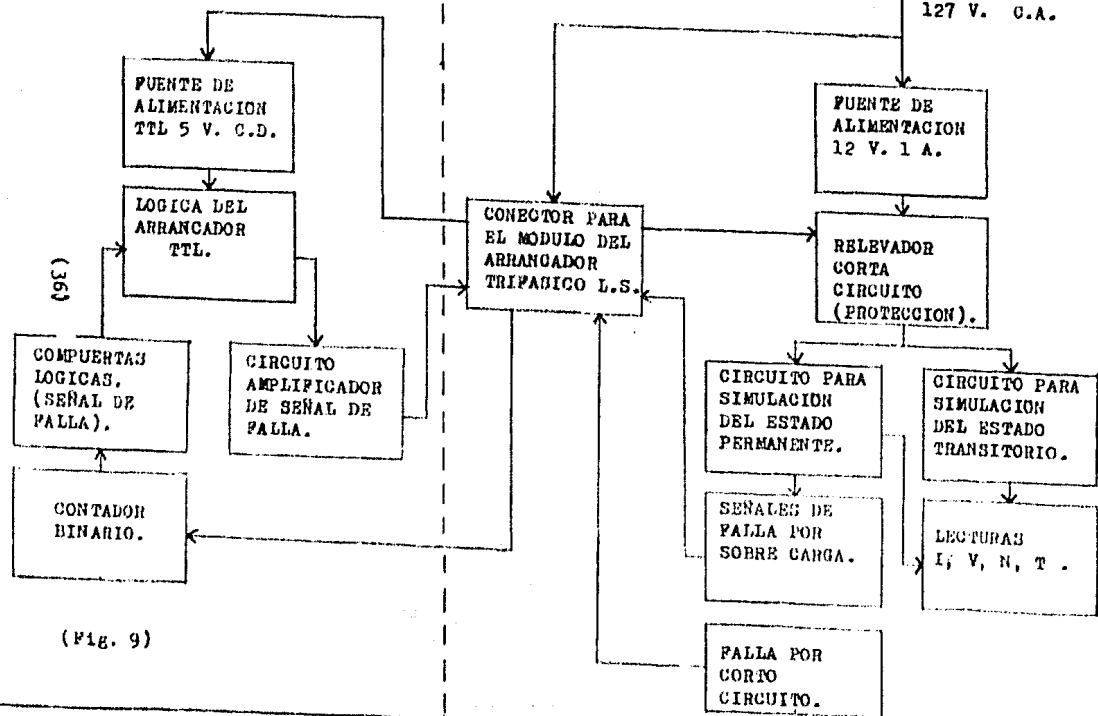 127 V. C.A.
FUENTE DE
ALIMENTACION
TTL 5 V. C.D.
FUENTE DE
ALIMENTACION
12 V. 1 A.
LOGICA DEL
ARRANCADOR
TTL.
CONECTOR PARA
EL MODULO DEL
ARRANCADOR
TRIFASICO L.S.
RELEVADOR
CORTA
CIRCUITO
(PROTECCION).
(36)
COMPUERTAS
LOGICAS.
(SEÑAL DE
FALLA).
CIRCUITO
AMPLIFICADOR
DE SEÑAL DE
FALLA.
CIRCUITO PARA
SIMULACION
DEL ESTADO
PERMANENTE.
CIRCUITO PARA
SIMULACION
DEL ESTADO
TRANSITORIO.
CONTADOR
BINARIO.
SEÑALES DE
FALLA POR
SOBRE CARGA.
LECTURAS
I, V, N, T .
(Fig. 9)
FALLA POR
CORTO
CIRCUITO.